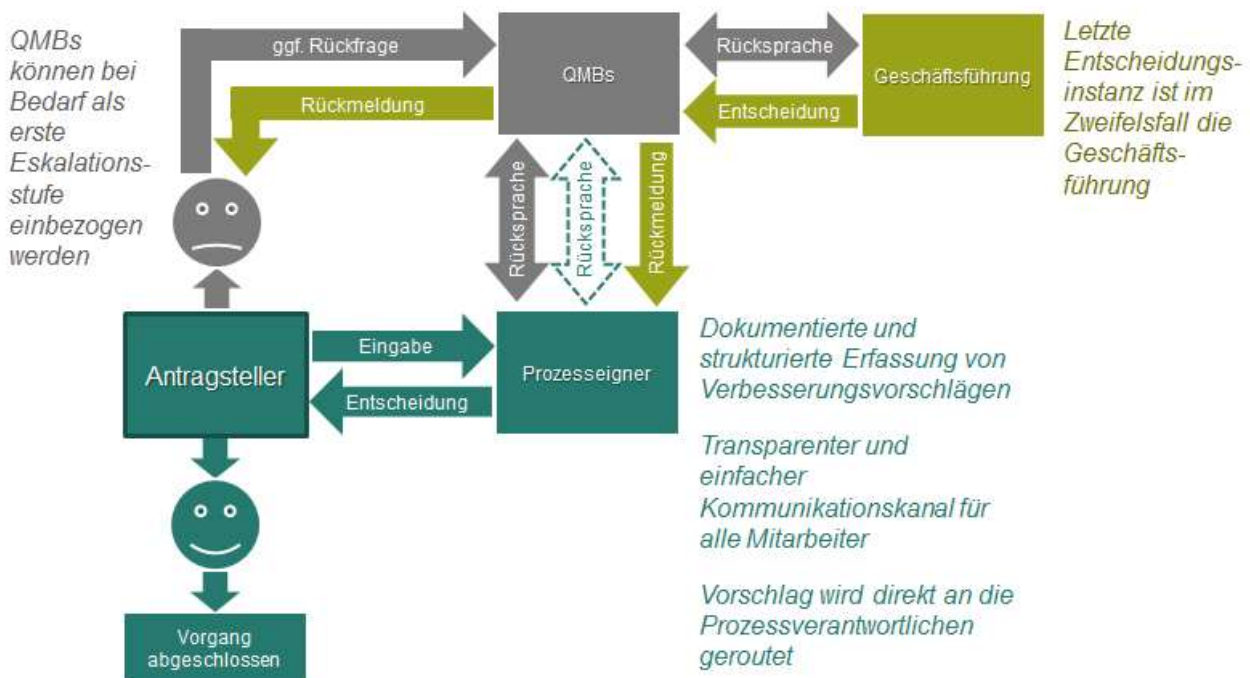 QMBs
können bei
Bedarf als
erste
Eskalations-
stufe
einbezogen
werden
ggf. Rückfrage
Rückmeldung
QMBs
Rücksprache
Entscheidung
Geschäftsführung
Letzte
Entscheidungs-
instanz ist im
Zweifelsfall die
Geschäfts-
führung
Rücksprache
Rücksprache
Rückmeldung
Antragsteller
Eingabe
Entscheidung
Prozesseigner
Dokumentierte und
strukturierte Erfassung von
Verbesserungsvorschlägen
Transparenter und
einfacher
Kommunikationskanal für
alle Mitarbeiter
Vorschlag wird direkt an die
Prozessverantwortlichen
geroutet
Vorgang
abgeschlossen